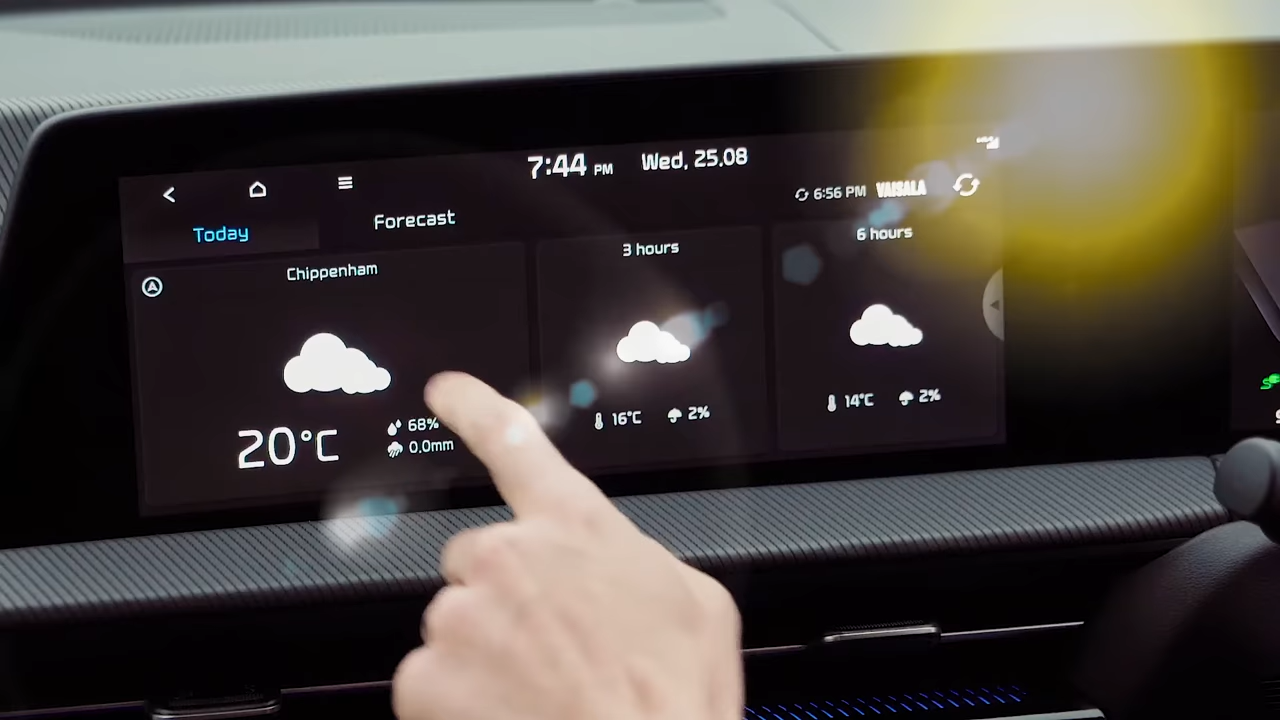 7:44 PM Wed, 25.08
6:56 PM VAISALA
Today Forecast
Chippenham
3 hours
6 hours
20°C
68%
0.0mm
16°C 2%
14°C 2%